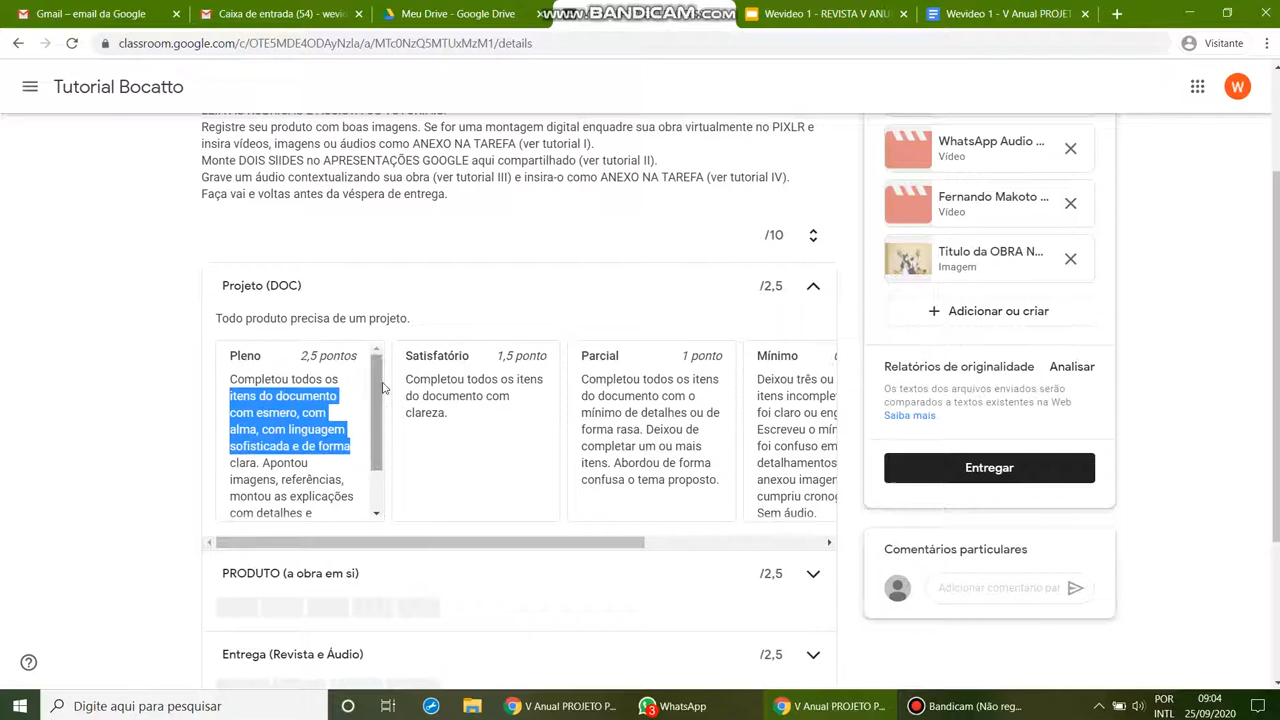 Gmail
Caixa de entrada (54) - wevic
Meu Drive - Google Drive
www.BANDICAM.com
Wevideo 1 - REVISTA V ANU
Wevideo 1 - V Anual PROJET
classroom.google.com/c/OTE5MDE4ODAyNzla/a/MTc0NzQ5MTUxMzM1/details
Visitante
Tutorial Bocatto
W
Registre seu produto com boas imagens. Se for uma montagem digital enquadre sua obra virtualmente no PIXLR e
insira vídeos, imagens ou áudios como ANEXO NA TAREFA (ver tutorial I).
Monte DOIS SlIDES no APRESENTAÇÕES GOOGLE aqui compartilhado (ver tutorial II).
Grave um áudio contextualizando sua obra (ver tutorial III) e insira-o como ANEXO NA TAREFA (ver tutorial IV).
Faça vai e voltas antes da véspera de entrega.
/10
Projeto (DOC)
/2,5
Todo produto precisa de um projeto.
Pleno
2,5 pontos
Completou todos os
itens do documento
com esmero, com
alma, com linguagem
sofisticada e de forma
clara. Apontou
imagens, referências,
montou as explicações
com detalhes e
Satisfatório
1,5 ponto
Completou todos os itens
do documento com
clareza.
Parcial
1 ponto
Completou todos os itens
do documento com o
mínimo de detalhes ou de
forma rasa. Deixou de
completar um ou mais
itens. Abordou de forma
confusa o tema proposto.
Mínimo
Deixou três ou
itens incomple
foi claro ou en
Escreveu o mín
foi confuso em
detalhamentos
anexou imagen
cumpriu crono
Sem áudio.
PRODUTO (a obra em si)
/2,5
Entrega (Revista e Áudio)
/2,5
WhatsApp Audio ...
Vídeo
Fernando Makoto ...
Vídeo
Título da OBRA N...
Imagem
+ Adicionar ou criar
Relatórios de originalidade
Analisar
Os textos dos arquivos enviados serão
comparados a textos existentes na Web
Saiba mais
Entregar
Comentários particulares
Adicionar comentário par
Digite aqui para pesquisar
V Anual PROJETO P...
3
WhatsApp
V Anual PROJETO P...
Bandicam (Não reg...
POR
INTL
09:04
25/09/2020